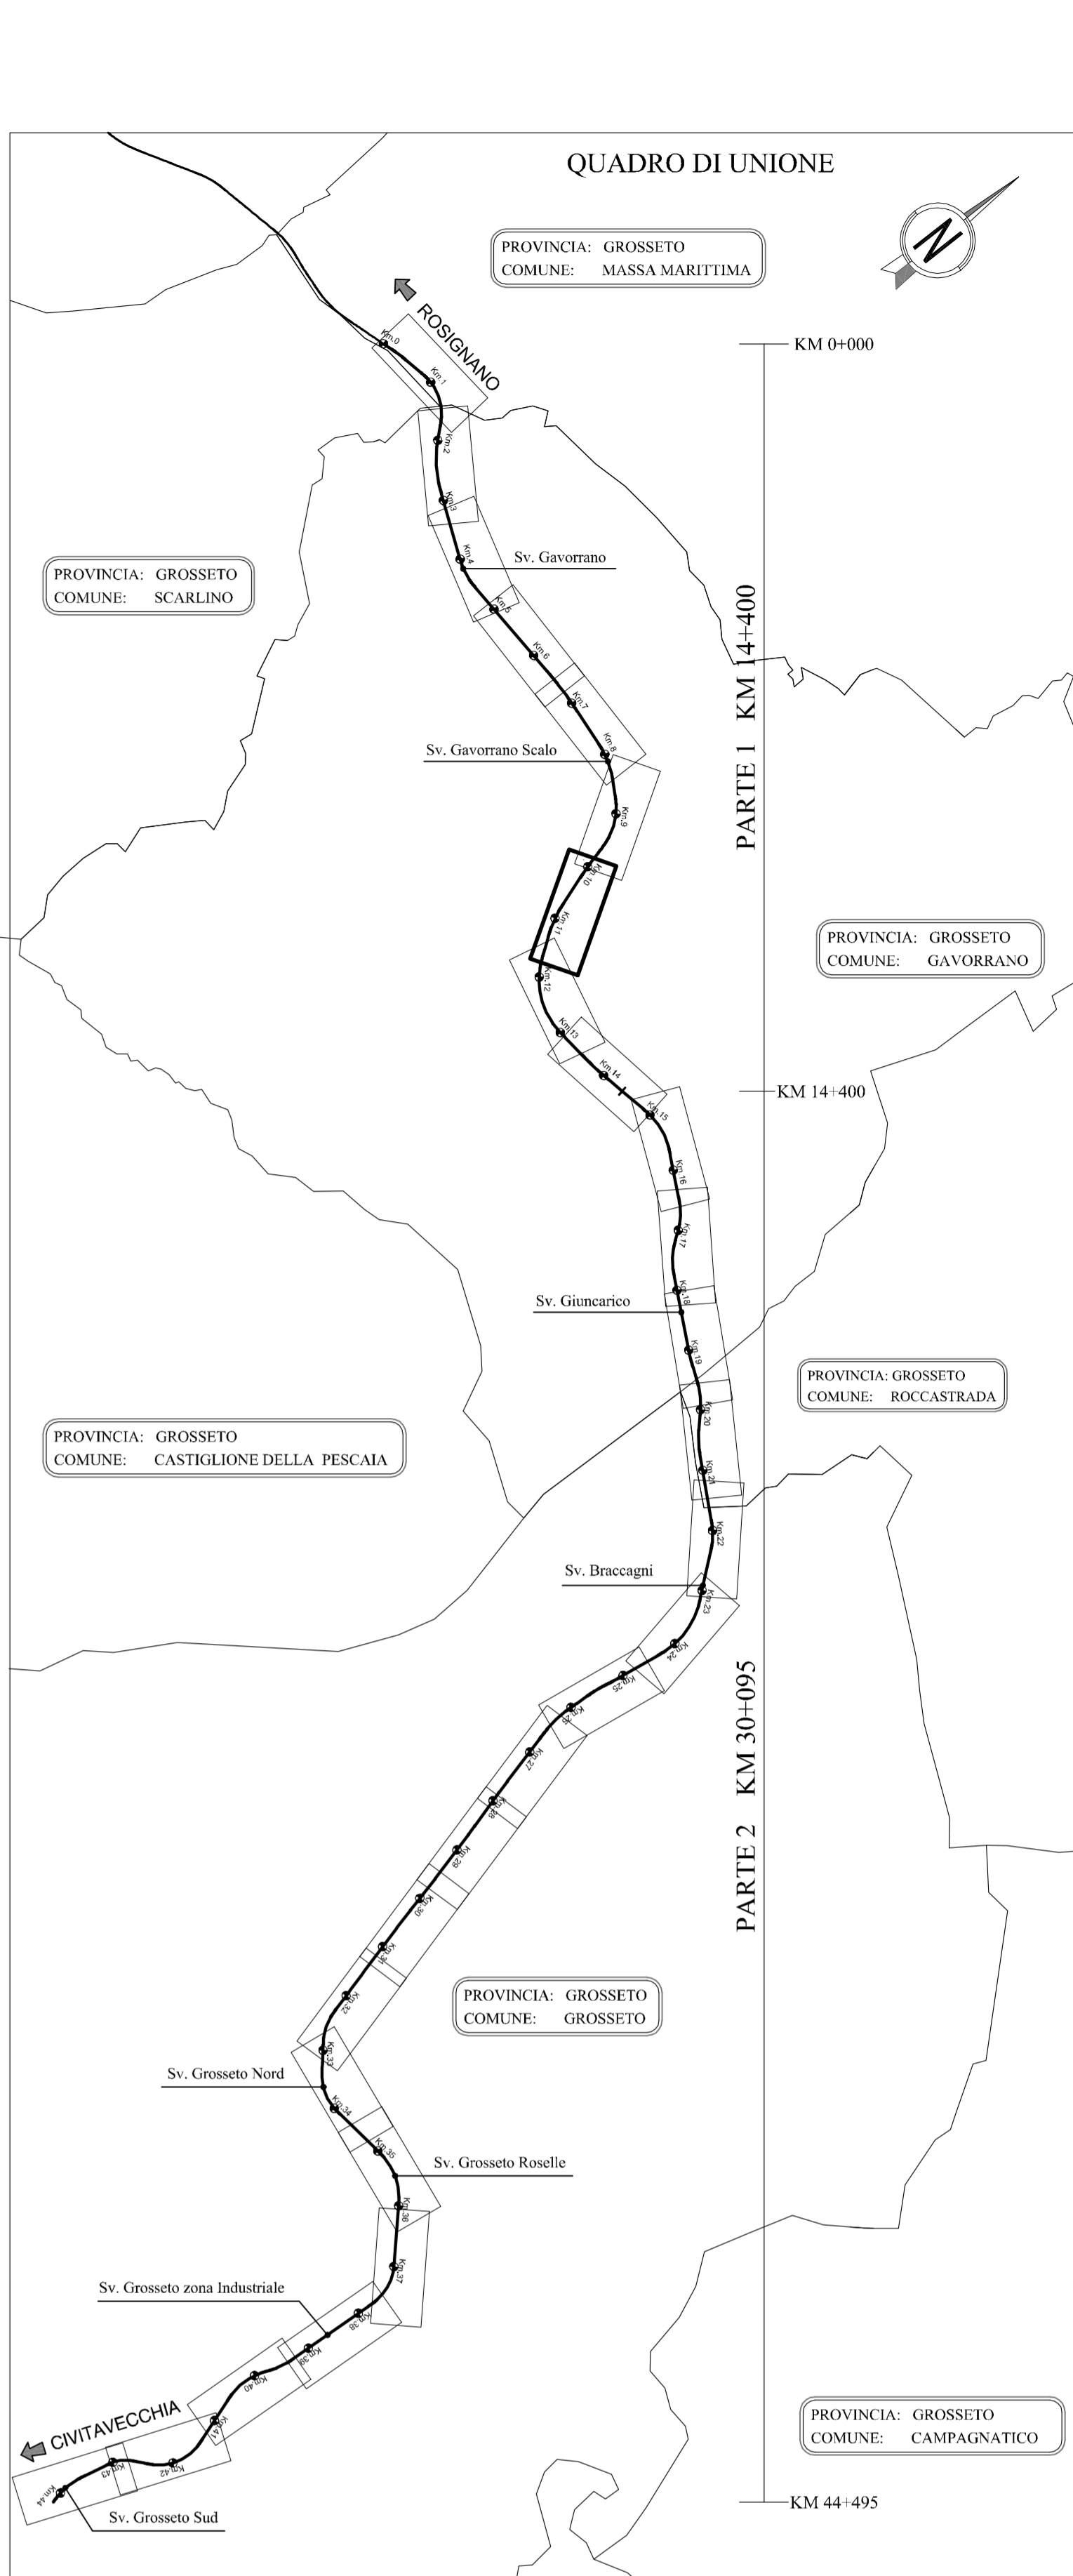 QUADRO DI UNIONE
N
PROVINCIA: GROSSETO
COMUNE: MASSA MARITTIMA
ROSIGNANO
KM 0+000
Km.0
Km.1
Km.2
Km.3
Km.4
Sv. Gavorrano
PROVINCIA: GROSSETO
COMUNE: SCARLINO
Km.5
Km.6
Km.7
PARTE 1 KM 14+400
Sv. Gavorrano Scalo
Km.8
Km.9
Km.10
Km.11
PROVINCIA: GROSSETO
COMUNE: GAVORRANO
Km.12
Km.13
Km.14
KM 14+400
Km.15
Km.16
Km.17
Km.18
Sv. Giuncarico
Km.19
PROVINCIA: GROSSETO
COMUNE: ROCCASTRADA
Km.20
PROVINCIA: GROSSETO
COMUNE: CASTIGLIONE DELLA PESCAIA
Km.21
Km.22
Sv. Braccagni
Km.23
Km.24
Km.25
Km.26
Km.27
PARTE 2 KM 30+095
Km.28
Km.29
Km.30
Km.31
Km.32
PROVINCIA: GROSSETO
COMUNE: GROSSETO
Km.33
Sv. Grosseto Nord
Km.34
Km.35
Sv. Grosseto Roselle
Km.36
Km.37
Sv. Grosseto zona Industriale
Km.38
Km.39
Km.40
CIVITAVECCHIA
Km.41
PROVINCIA: GROSSETO
COMUNE: CAMPAGNATICO
Km.42
Km.43
Km.44
KM 44+495
Sv. Grosseto Sud